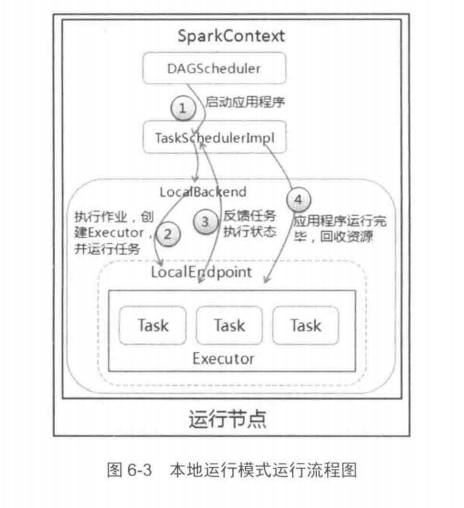 SparkContext
DAGScheduler
1
启动应用程序
TaskSchedulerImpl
LocalBackend
执行作业，创
建Executor，
并运行任务
2
3
反馈任务
执行状态
4
应用程序运行完
毕，回收资源
LocalEndpoint
Task
Task
Task
Executor
运行节点
图 6-3 本地运行模式运行流程图